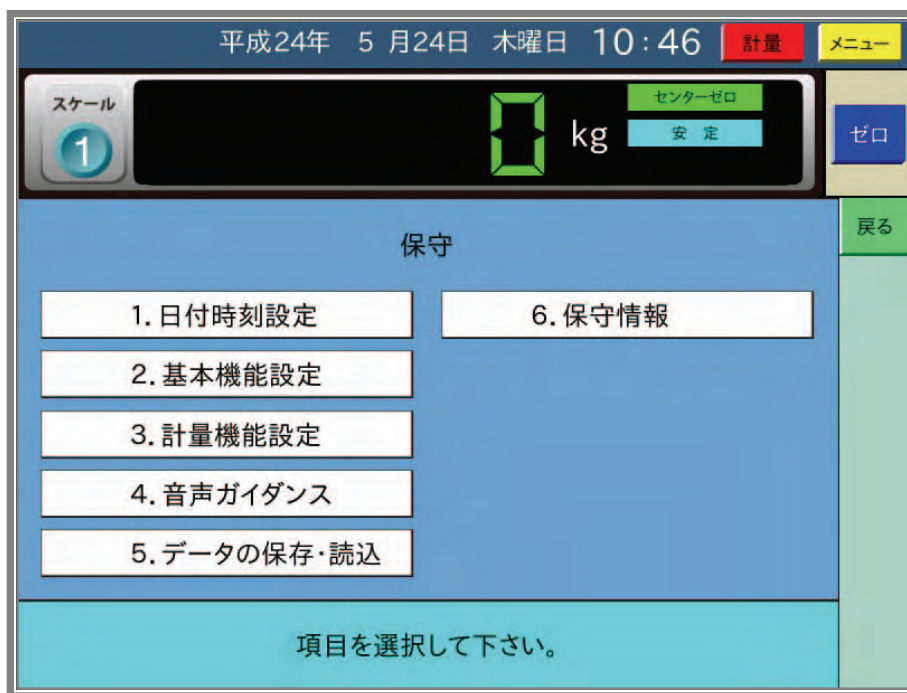 平成24年 5月24日 木曜日 10:46 計量 メニュー
スケール
1
0 kg
センターゼロ
安定
ゼロ
戻る
保守
1.日付時刻設定
2.基本機能設定
3.計量機能設定
4.音声ガイダンス
5.データの保存・読込
6.保守情報
項目を選択して下さい。